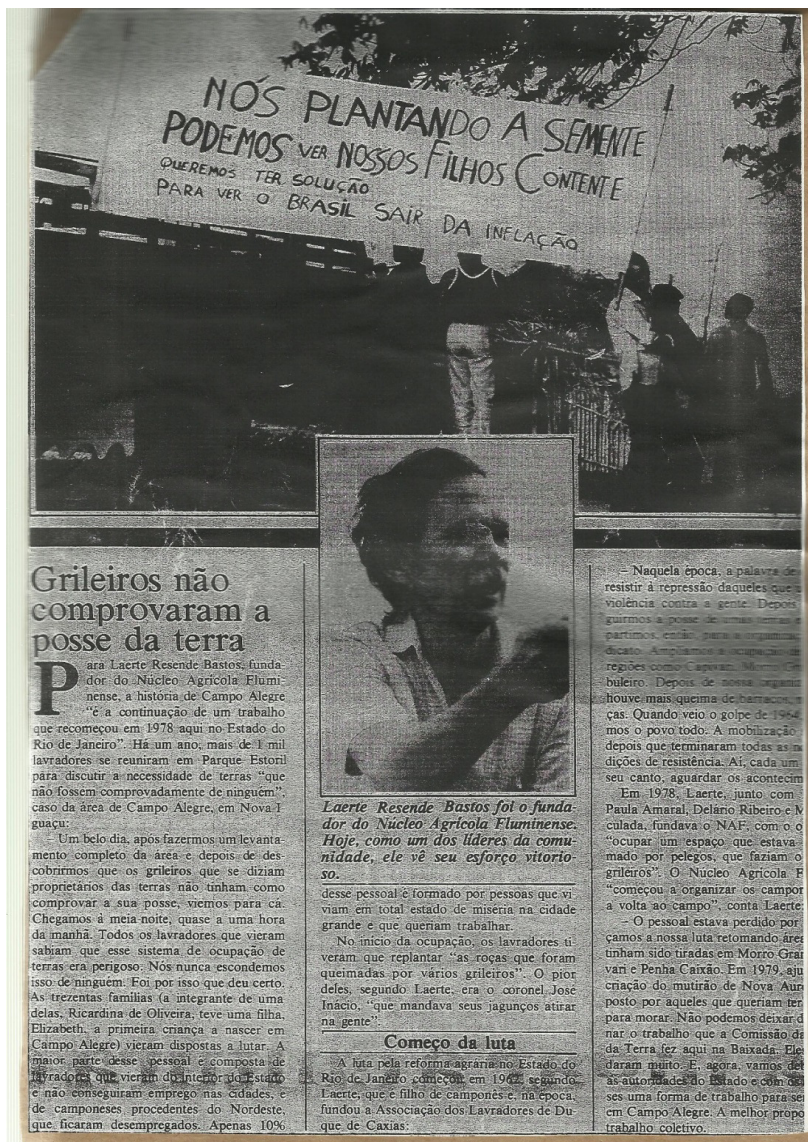 NÓS PLANTANDO A SEMENTE
PODEMOS VER NOSSOS FILHOS CONTENTE
QUEREMOS TER SOLUÇÃO
PARA VER O BRASIL SAIR DA INFLAÇÃO
Grileiros não
comprovaram a
posse da terra
Para Laerte Resende Bastos, funda-
dor do Núcleo Agrícola Flumi-
nense, a história de Campo Alegre
"é a continuação de um trabalho
que recomeçou em 1978 aqui no Estado do
Rio de Janeiro". Há um ano, mais de 1 mil
lavradores se reuniram em Parque Estoril
para discutir a necessidade de terras "que
não fossem comprovadamente de ninguém",
caso da área de Campo Alegre, em Nova I
guaçu:
– Um belo dia, após fazermos um levanta-
mento completo da área e depois de des-
cobrirmos que os grileiros que se diziam
proprietários das terras não tinham como
comprovar a sua posse, viemos para cá.
Chegamos à meia noite, quase a uma hora
da manhã. Todos os lavradores que vieram
sabiam que esse sistema de ocupação de
terras era perigoso. Nós nunca escondemos
isso de ninguém. Foi por isso que deu certo.
As trezentas famílias (a integrante de uma
delas, Ricardina de Oliveira, teve uma filha,
Elizabeth, a primeira criança a nascer em
Campo Alegre) vieram dispostas a lutar. A
maior parte desse pessoal é composta de
lavradores que vieram do interior do Estado
e não conseguiram emprego nas cidades, e
de camponeses procedentes do Nordeste,
que ficaram desempregados. Apenas 10%
Laerte Resende Bastos foi o funda-
dor do Núcleo Agrícola Fluminense.
Hoje, como um dos líderes da comu-
nidade, ele vê seu esforço vitorio-
so.
desse pessoal é formado por pessoas que vi
viam em total estado de miséria na cidade
grande e que queriam trabalhar.
No início da ocupação, os lavradores ti
veram que replantar "as roças que foram
queimadas por vários grileiros". O pior
deles, segundo Laerte, era o coronel José
Inácio, "que mandava seus jagunços atirar
na gente"
Começo da luta
A luta pela reforma agrária no Estado do
Rio de Janeiro começou em 1962, segundo
Laerte, que é filho de camponês e, na época,
fundou a Associação dos Lavradores de Du
que de Caxias:
– Naquela época, a palavra de
resistir à repressão daqueles que
violência contra a gente. Depois
guirmos a posse de
partimos, então, para
dicato. Ampliamos a ocupação
regiões como Capivari,
buleiro. Depois de nossa
houve mais queima de barracos,
ças. Quando veio o golpe de 1964
mos o povo todo. A mobilização
depois que terminaram todas as
dições de resistência. Aí, cada um
seu canto, aguardar os acontecim
Em 1978, Laerte, junto com
Paula Amaral, Delário Ribeiro e M
culada, fundava o NAF, com o o
"ocupar um espaço que estava
mado por pelegos, que faziam o
grileiros". O Núcleo Agrícola F
"começou a organizar os campon
a volta ao campo", conta Laerte:
– O pessoal estava perdido por
çamos a nossa luta retomando áre
tinham sido tiradas em Morro Gran
vari e Penha Caixão. Em 1979, aju
criação do mutirão de Nova Auro
posto por aqueles que queriam ter
para morar. Não podemos deixar d
nar o trabalho que a Comissão da
da Terra fez aqui na Baixada. Ele
daram muito. E, agora, vamos
as autoridades do Estado e com
ses uma forma de trabalho para
em Campo Alegre. A melhor propo
trabalho coletivo.